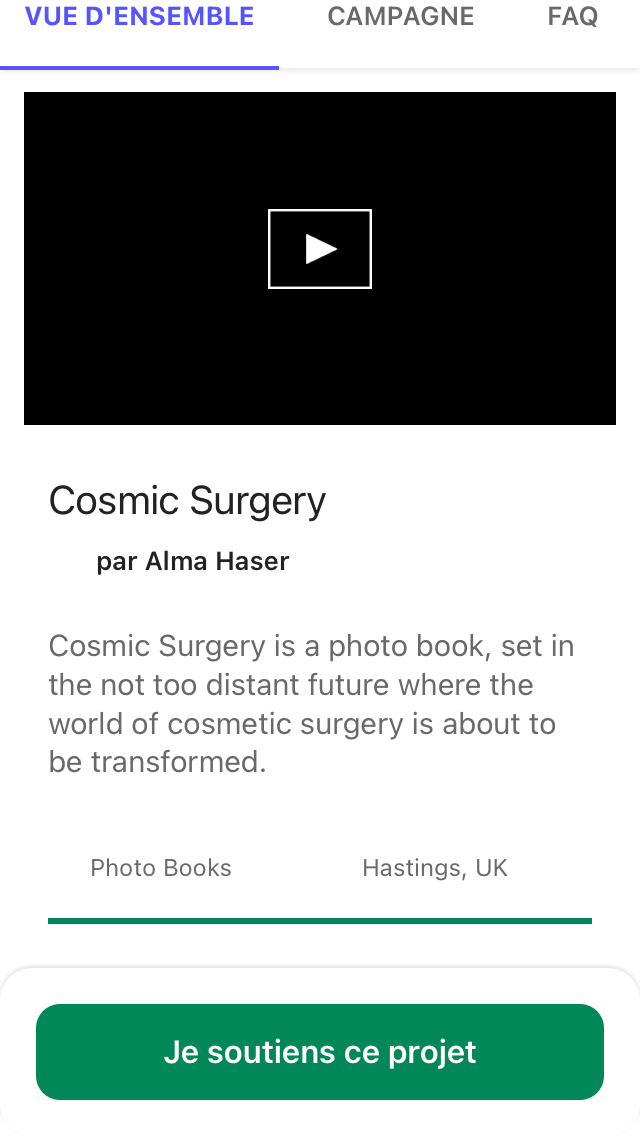 VUE D'ENSEMBLE CAMPAGNE FAQ
Cosmic Surgery
par Alma Haser
Cosmic Surgery is a photo book, set in
the not too distant future where the
world of cosmetic surgery is about to
be transformed.
Photo Books Hastings, UK
Je soutiens ce projet